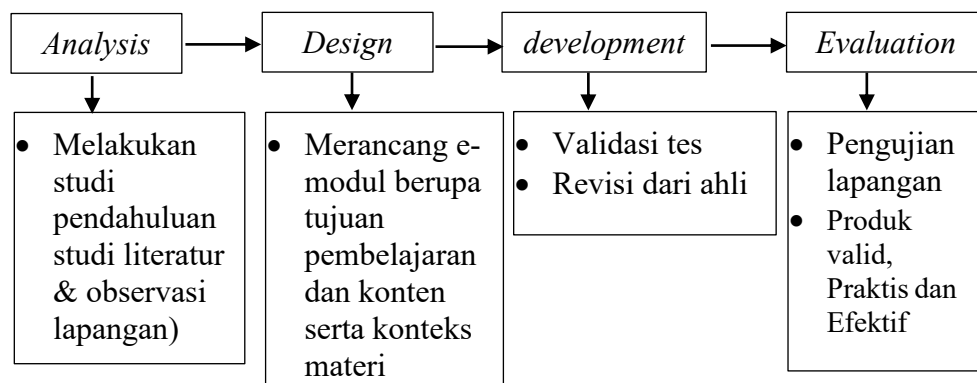 Analysis
Design
development
Evaluation
• Melakukan
studi
pendahuluan
studi literatur
& observasi
lapangan)
• Merancang e-
modul berupa
tujuan
pembelajaran
dan konten
serta konteks
materi
• Validasi tes
• Revisi dari ahli
• Pengujian
lapangan
• Produk
valid,
Praktis dan
Efektif